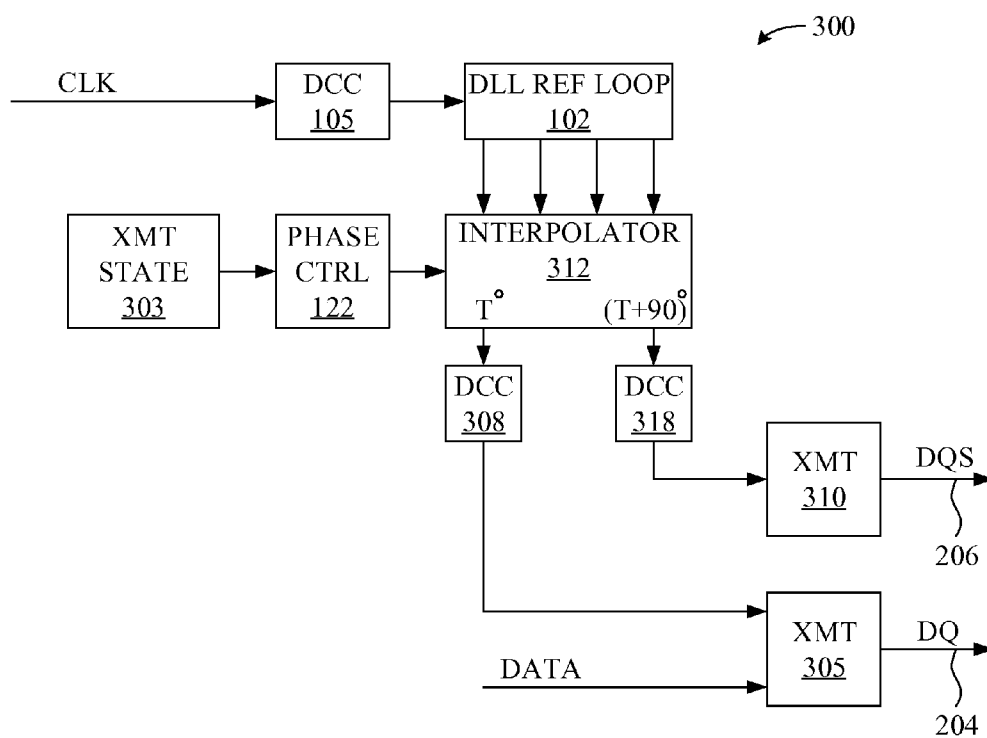 300
CLK
DCC
105
DLL REF LOOP
102
XMT
STATE
303
PHASE
CTRL
122
INTERPOLATOR
312
T°
(T+90)°
DCC
308
DCC
318
XMT
310
DQS
206
XMT
305
DQ
204
DATA